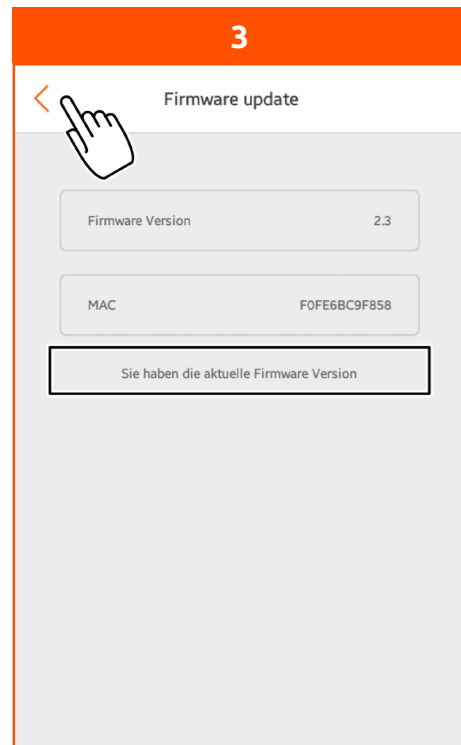 3
Firmware update
Firmware Version 2.3
MAC F0FE6BC9F858
Sie haben die aktuelle Firmware Version